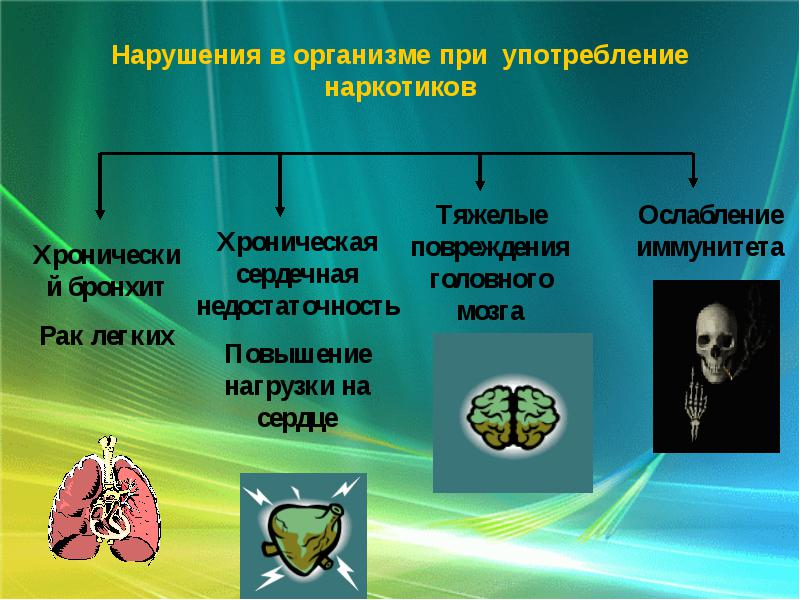 Нарушения в организме при употребление
наркотиков
Хронически
й бронхит
Рак легких
Хроническая
сердечная
недостаточность
Повышение
нагрузки на
сердце
Тяжелые
повреждения
головного
мозга
Ослабление
иммунитета